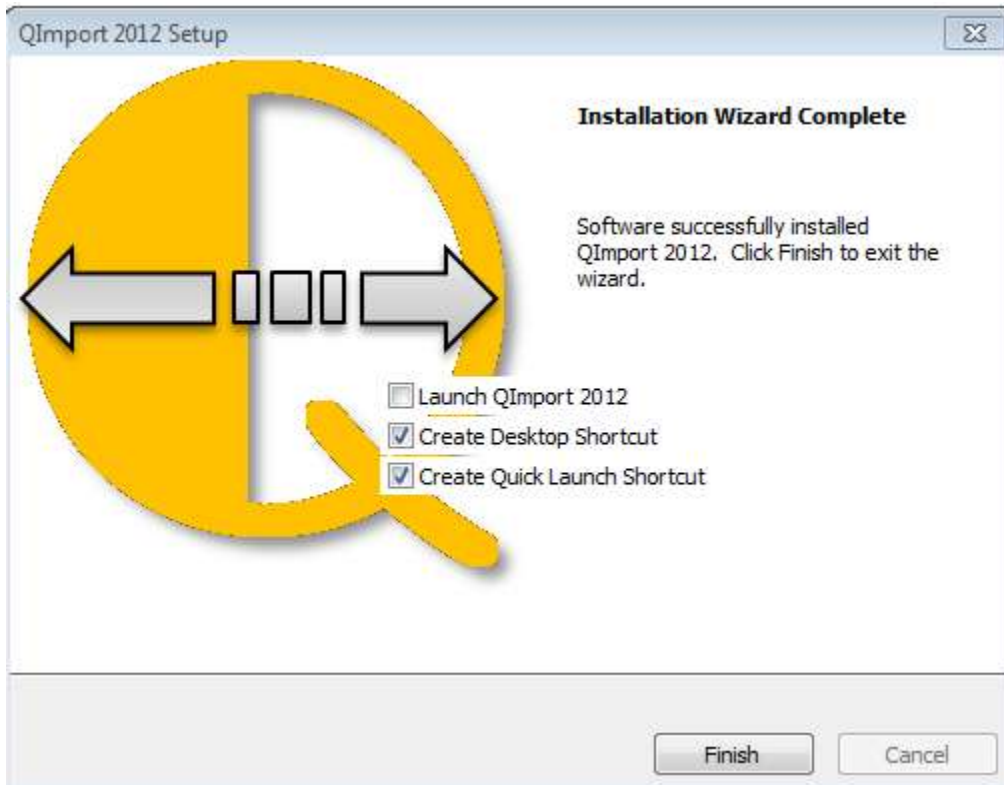 QImport 2012 Setup
Installation Wizard Complete
Software successfully installed
QImport 2012. Click Finish to exit the
wizard.
Launch QImport 2012
Create Desktop Shortcut
Create Quick Launch Shortcut
Finish
Cancel